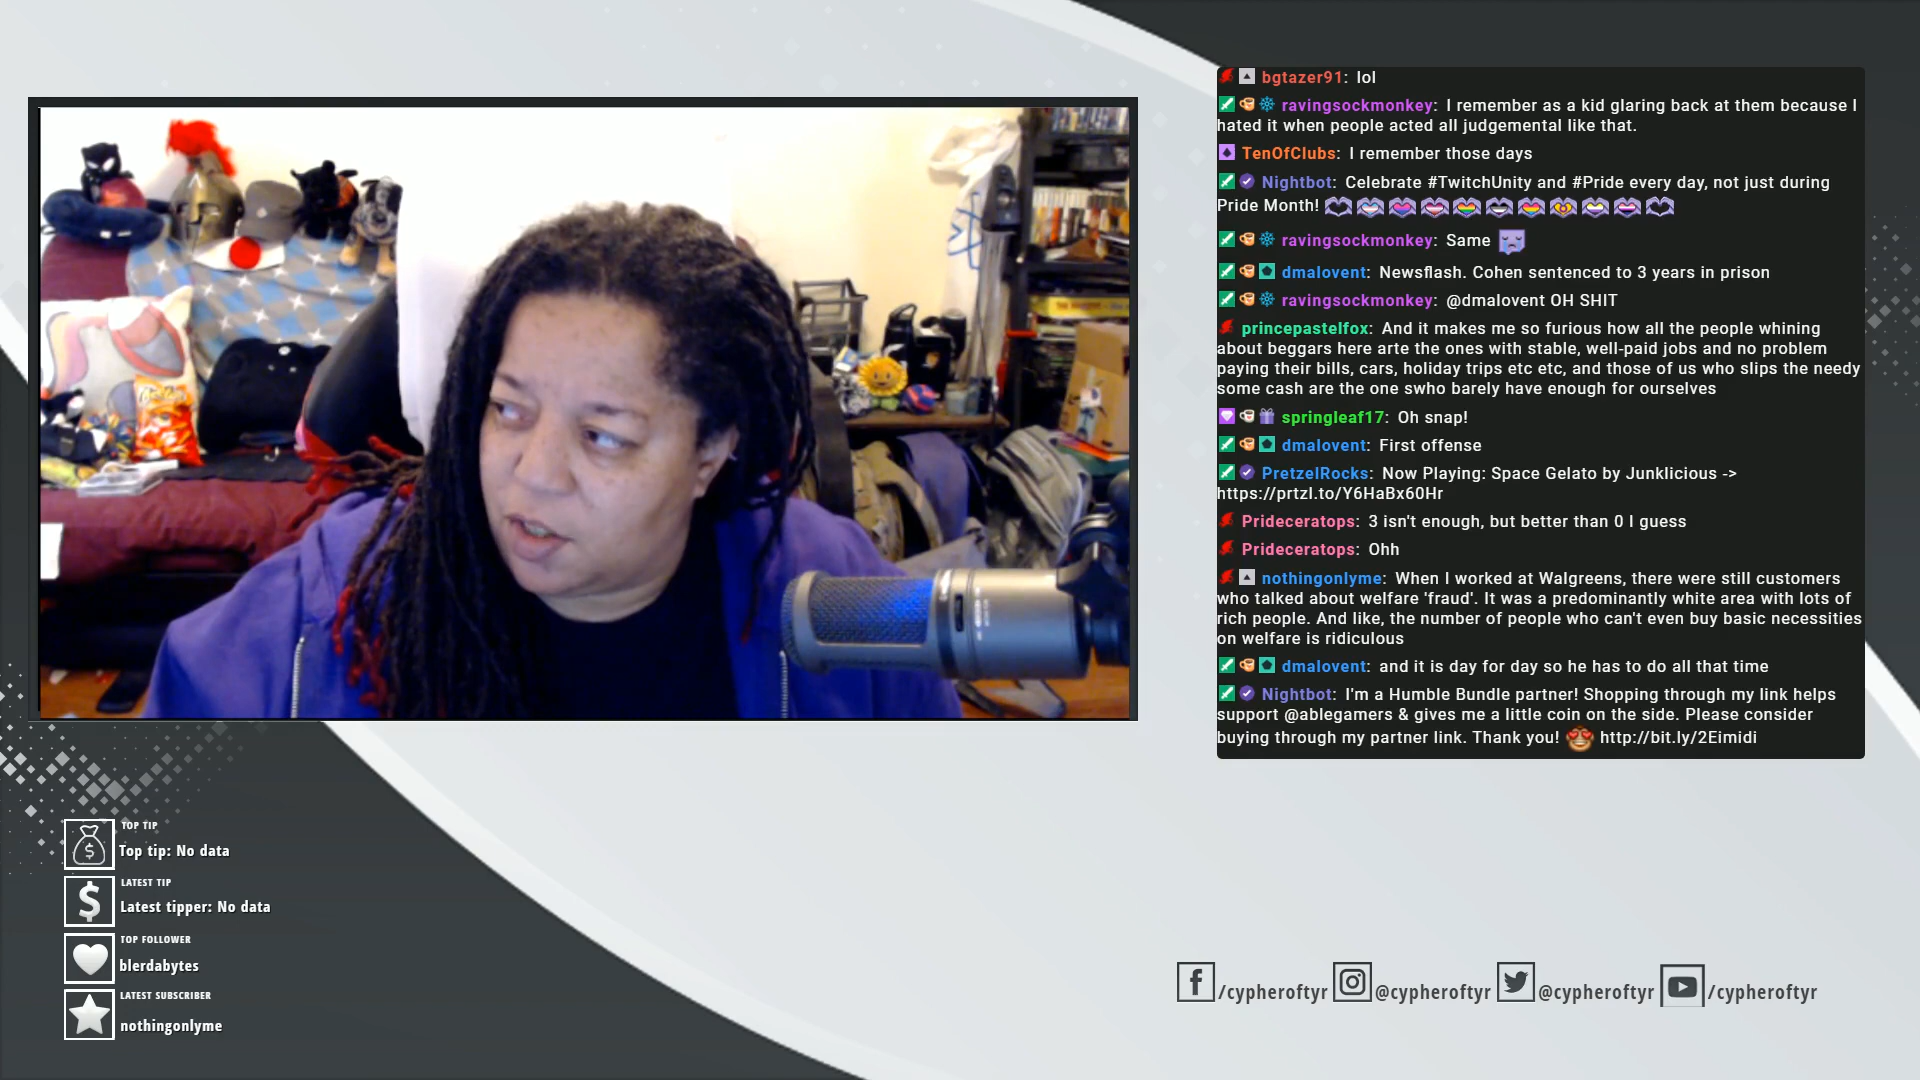 bgtazer91: lol
ravingsockmonkey: I remember as a kid glaring back at them because I
hated it when people acted all judgemental like that.
TenOfClubs: I remember those days
Nightbot: Celebrate #TwitchUnity and #Pride every day, not just during
Pride Month!
ravingsockmonkey: Same
dmalovent: Newsflash. Cohen sentenced to 3 years in prison
ravingsockmonkey: @dmalovent OH SHIT
princepastelfox: And it makes me so furious how all the people whining
about beggars here arte the ones with stable, well-paid jobs and no problem
paying their bills, cars, holiday trips etc etc, and those of us who slips the needy
some cash are the one swho barely have enough for ourselves
springleaf17: Oh snap!
dmalovent: First offense
PretzelRocks: Now Playing: Space Gelato by Junklicious ->
https://prtzl.to/Y6HaBx60Hr
Prideceratops: 3 isn't enough, but better than 0 I guess
Prideceratops: Ohh
nothingonlyme: When I worked at Walgreens, there were still customers
who talked about welfare 'fraud'. It was a predominantly white area with lots of
rich people. And like, the number of people who can't even buy basic necessities
on welfare is ridiculous
dmalovent: and it is day for day so he has to do all that time
Nightbot: I'm a Humble Bundle partner! Shopping through my link helps
support @ablegamers & gives me a little coin on the side. Please consider
buying through my partner link. Thank you! http://bit.ly/2Eimidi
TOP TIP
Top tip: No data
LATEST TIP
Latest tipper: No data
TOP FOLLOWER
blerdabytes
LATEST SUBSCRIBER
nothingonlyme
/cypheroftyr @cypheroftyr @cypheroftyr /cypheroftyr